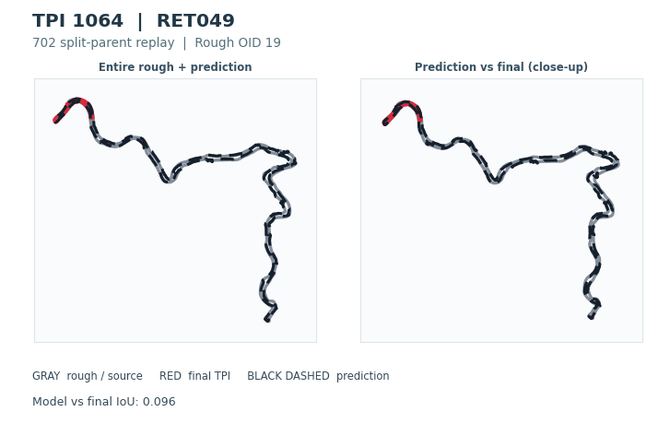 TPI 1064 | RET049
702 split-parent replay | Rough OID 19
Entire rough + prediction
Prediction vs final (close-up)
GRAY rough / source RED final TPI BLACK DASHED prediction
Model vs final IoU: 0.096